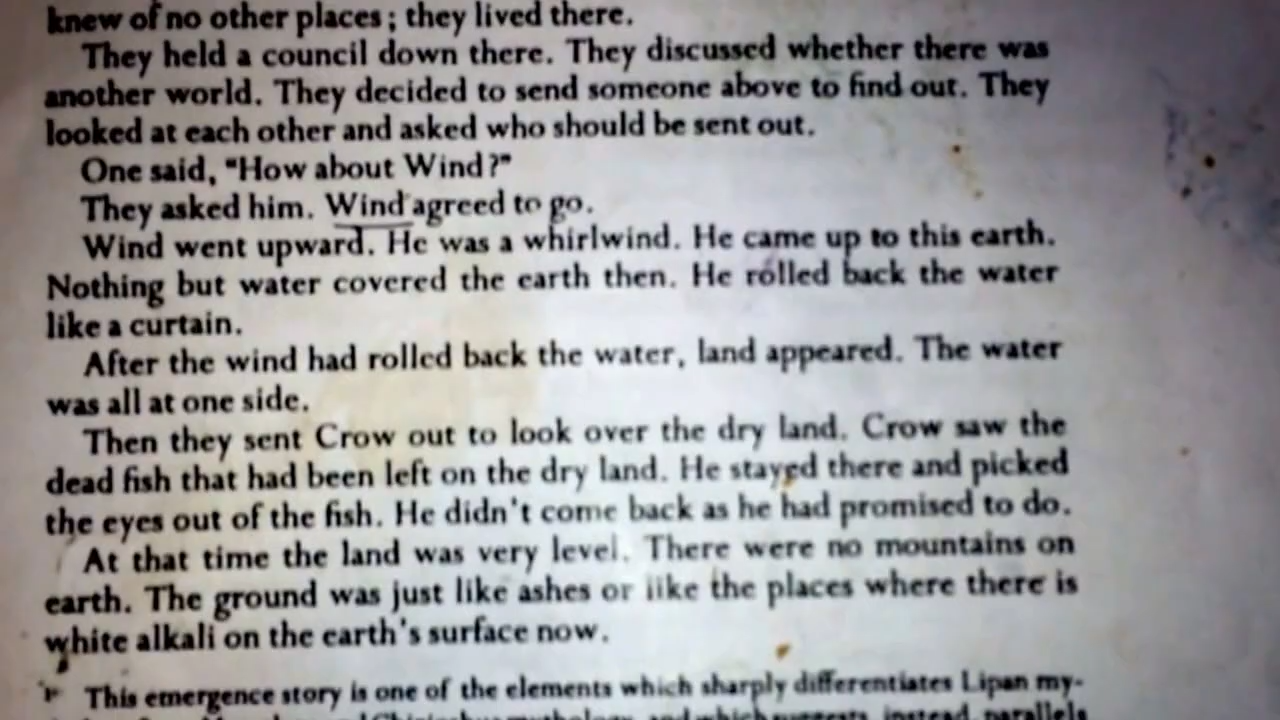 knew of no other places; they lived there.
They held a council down there. They discussed whether there was
another world. They decided to send someone above to find out. They
looked at each other and asked who should be sent out.
One said, "How about Wind?"
They asked him. Wind agreed to go.
Wind went upward. He was a whirlwind. He came up to this earth.
Nothing but water covered the earth then. He rolled back the water
like a curtain.
After the wind had rolled back the water, land appeared. The water
was all at one side.
Then they sent Crow out to look over the dry land. Crow saw the
dead fish that had been left on the dry land. He stayed there and picked
the eyes out of the fish. He didn't come back as he had promised to do.
At that time the land was very level. There were no mountains on
earth. The ground was just like ashes or like the places where there is
white alkali on the earth's surface now.
This emergence story is one of the elements which sharply differentiates Lipan my-
mythology, and which suggests, instead, parallels